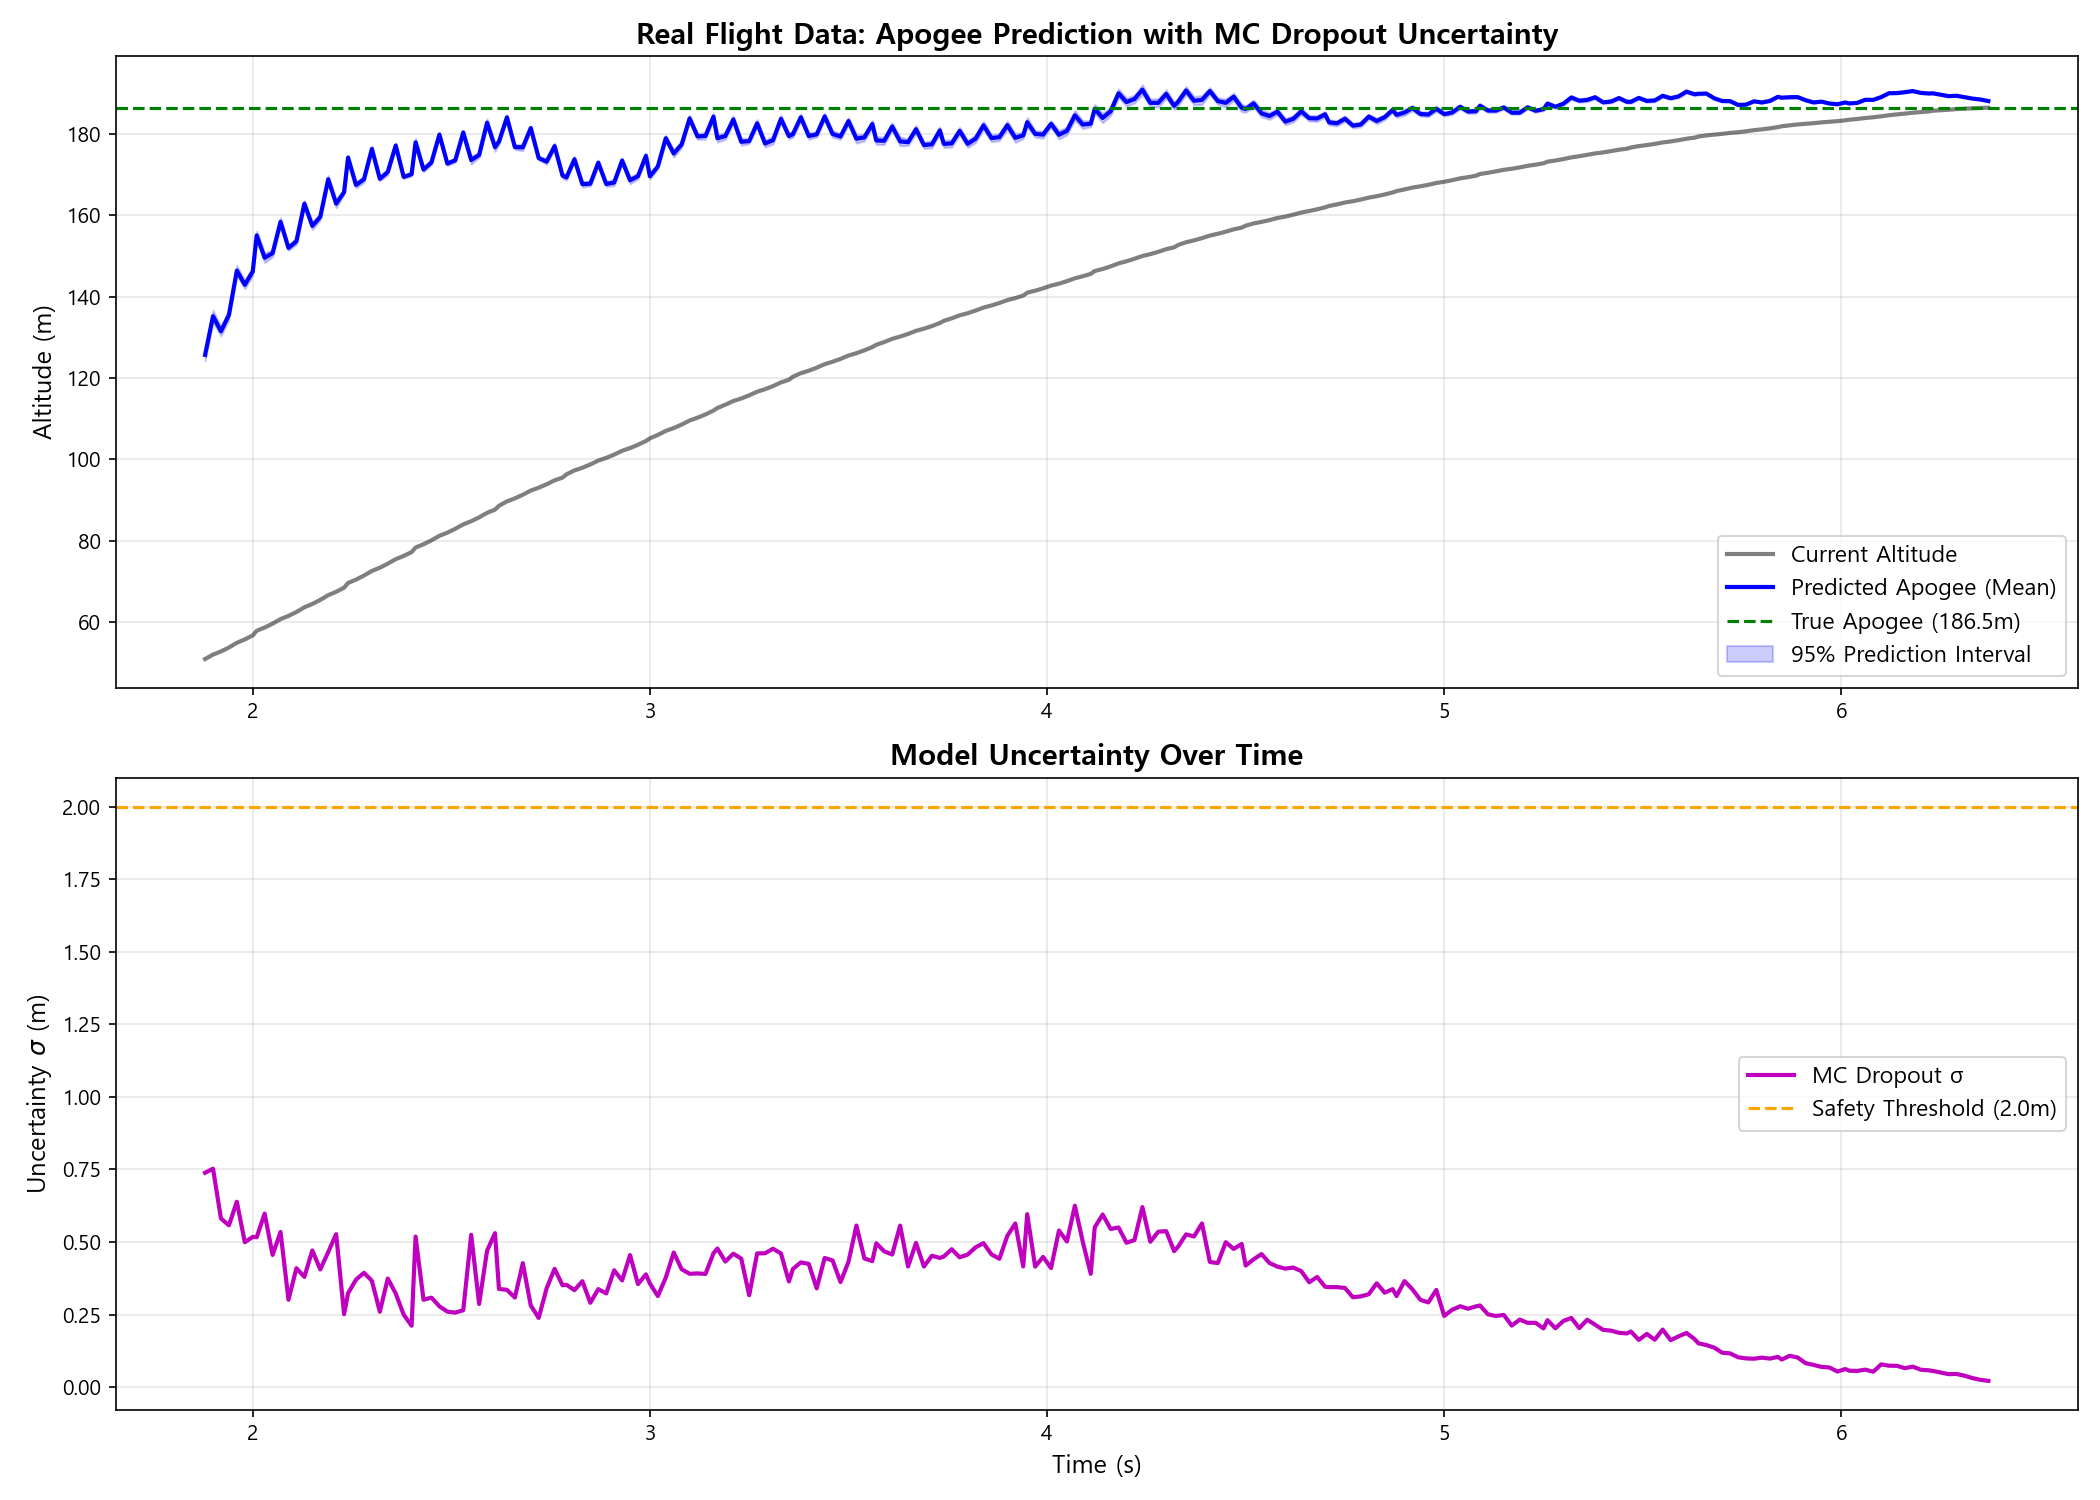 Real Flight Data: Apogee Prediction with MC Dropout Uncertainty
Altitude (m)
180
160
140
120
100
80
60
2
3
4
5
6
Current Altitude
Predicted Apogee (Mean)
True Apogee (186.5m)
95% Prediction Interval
Model Uncertainty Over Time
Uncertainty σ (m)
2.00
1.75
1.50
1.25
1.00
0.75
0.50
0.25
0.00
MC Dropout σ
Safety Threshold (2.0m)
2
3
4
5
6
Time (s)